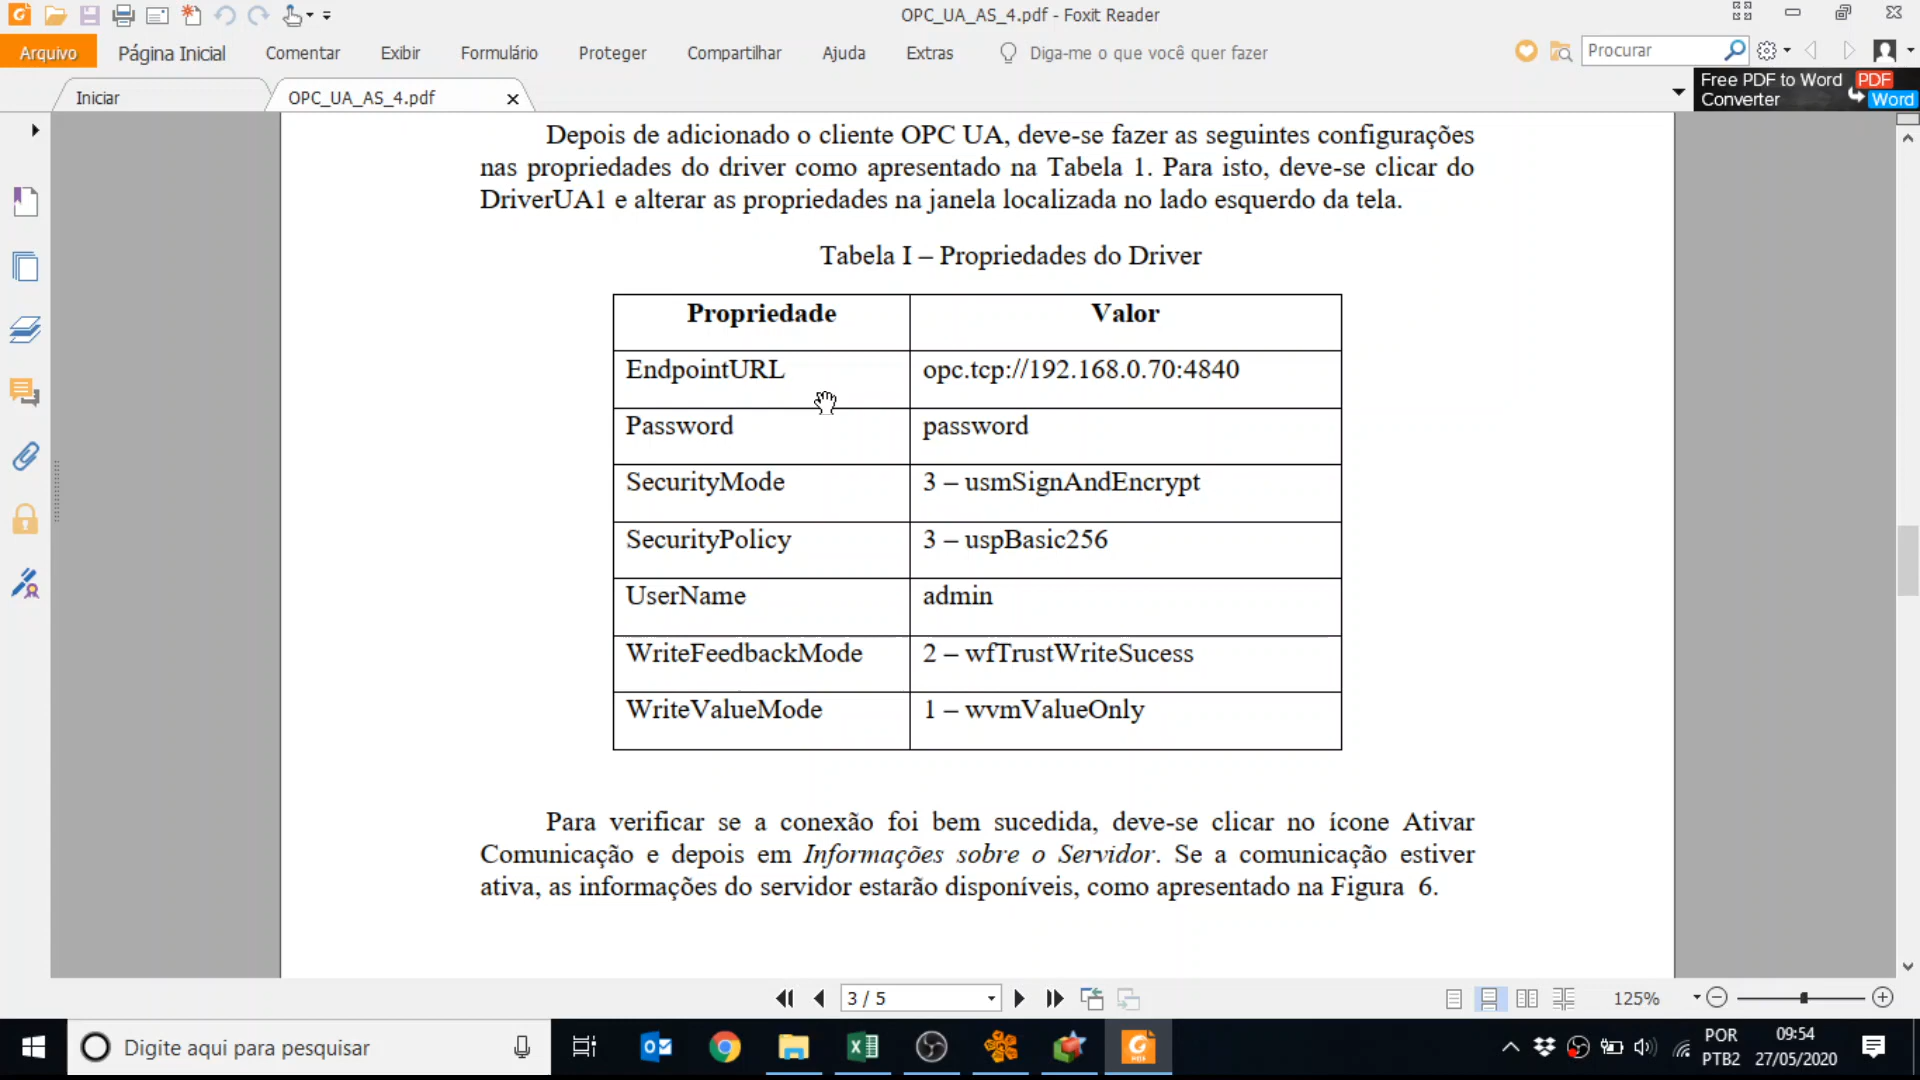 OPC_UA_AS_4.pdf - Foxit Reader
Arquivo Página Inicial Comentar Exibir Formulário Proteger Compartilhar Ajuda Extras Diga-me o que você quer fazer Procurar
Iniciar OPC_UA_AS_4.pdf
Free PDF to Word PDF
Converter Word
Depois de adicionado o cliente OPC UA, deve-se fazer as seguintes configurações
nas propriedades do driver como apresentado na Tabela 1. Para isto, deve-se clicar do
DriverUA1 e alterar as propriedades na janela localizada no lado esquerdo da tela.
Tabela I – Propriedades do Driver
Propriedade Valor
EndpointURL opc.tcp://192.168.0.70:4840
Password password
SecurityMode 3 – usmSignAndEncrypt
SecurityPolicy 3 – uspBasic256
UserName admin
WriteFeedbackMode 2 – wfTrustWriteSucess
WriteValueMode 1 – wvmValueOnly
Para verificar se a conexão foi bem sucedida, deve-se clicar no ícone Ativar
Comunicação e depois em Informações sobre o Servidor. Se a comunicação estiver
ativa, as informações do servidor estarão disponíveis, como apresentado na Figura 6.
3 / 5 125%
Digite aqui para pesquisar
POR 09:54
PTB2 27/05/2020